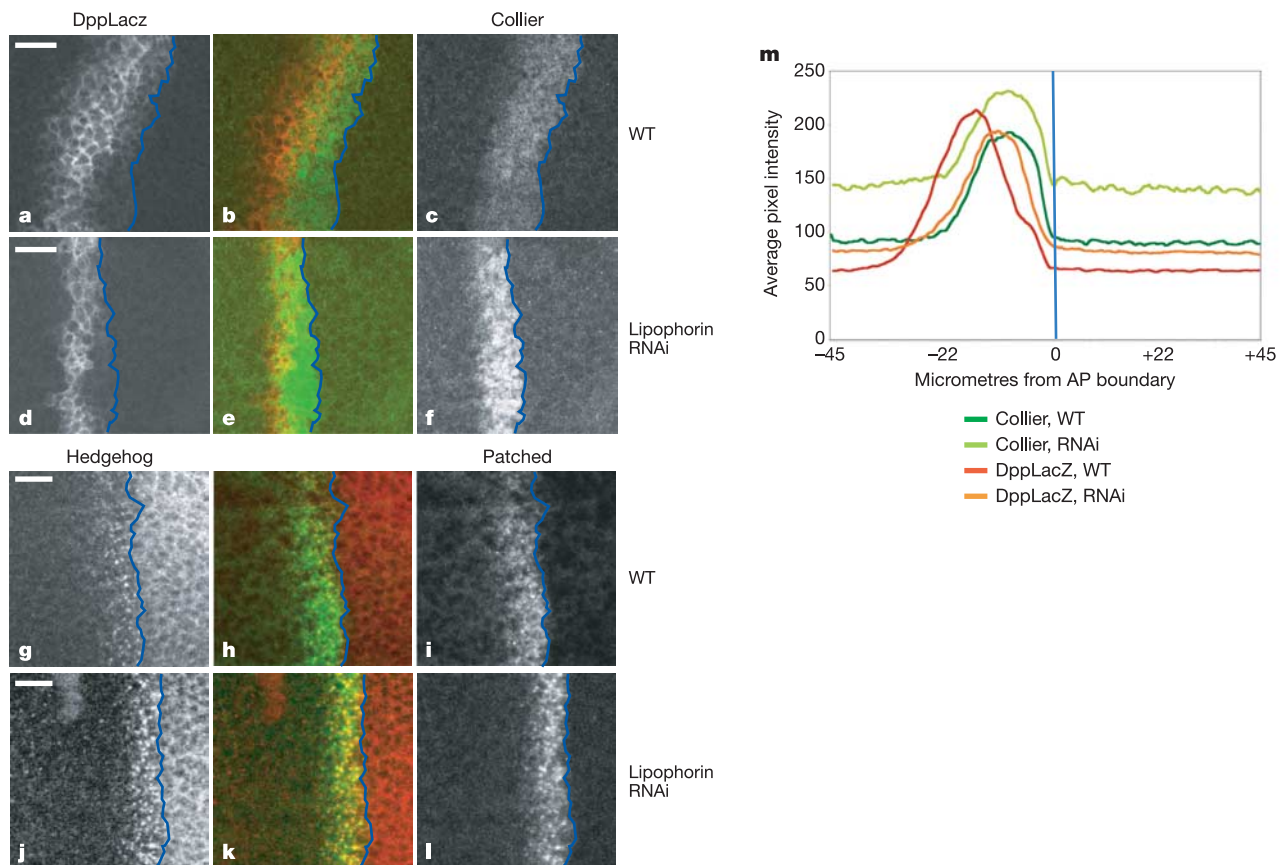 DppLacz
Collier
a
b
c
WT
d
e
f
Lipophorin
RNAi
Hedgehog
Patched
g
h
i
WT
j
k
l
Lipophorin
RNAi
m
Average pixel intensity
250
200
150
100
50
0
−45
−22
0
+22
+45
Micrometres from AP boundary
Collier, WT
Collier, RNAi
DppLacZ, WT
DppLacZ, RNAi